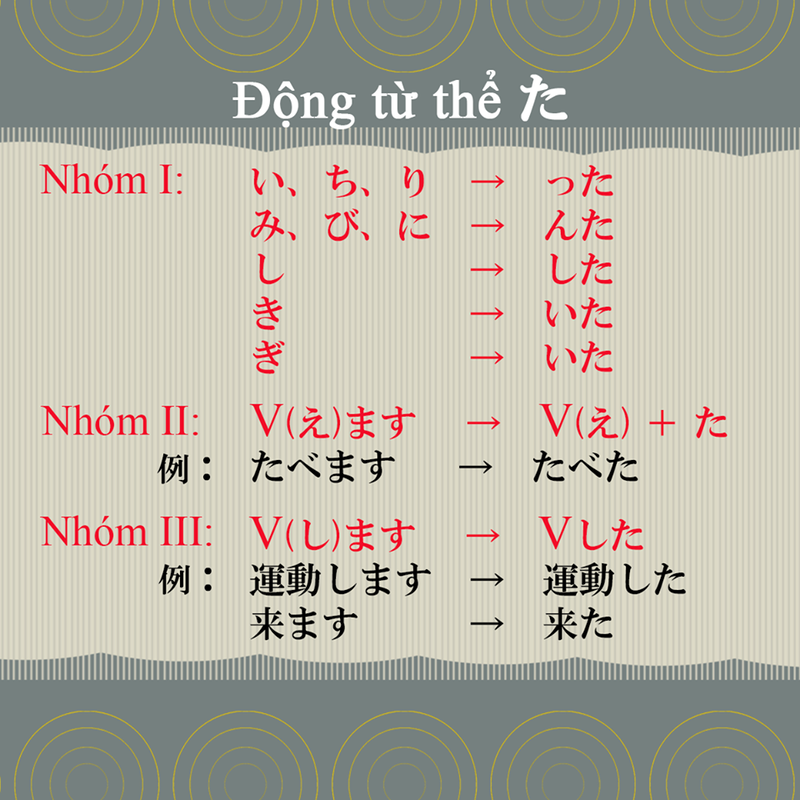 Động từ thể た
Nhóm I: い、ち、り → った
み、び、に → んた
し → した
き → いた
ぎ → いた
Nhóm II: V(え)ます → V(え) + た
例： たべます → たべた
Nhóm III: V(し)ます → Vした
例： 運動します → 運動した
来ます → 来た